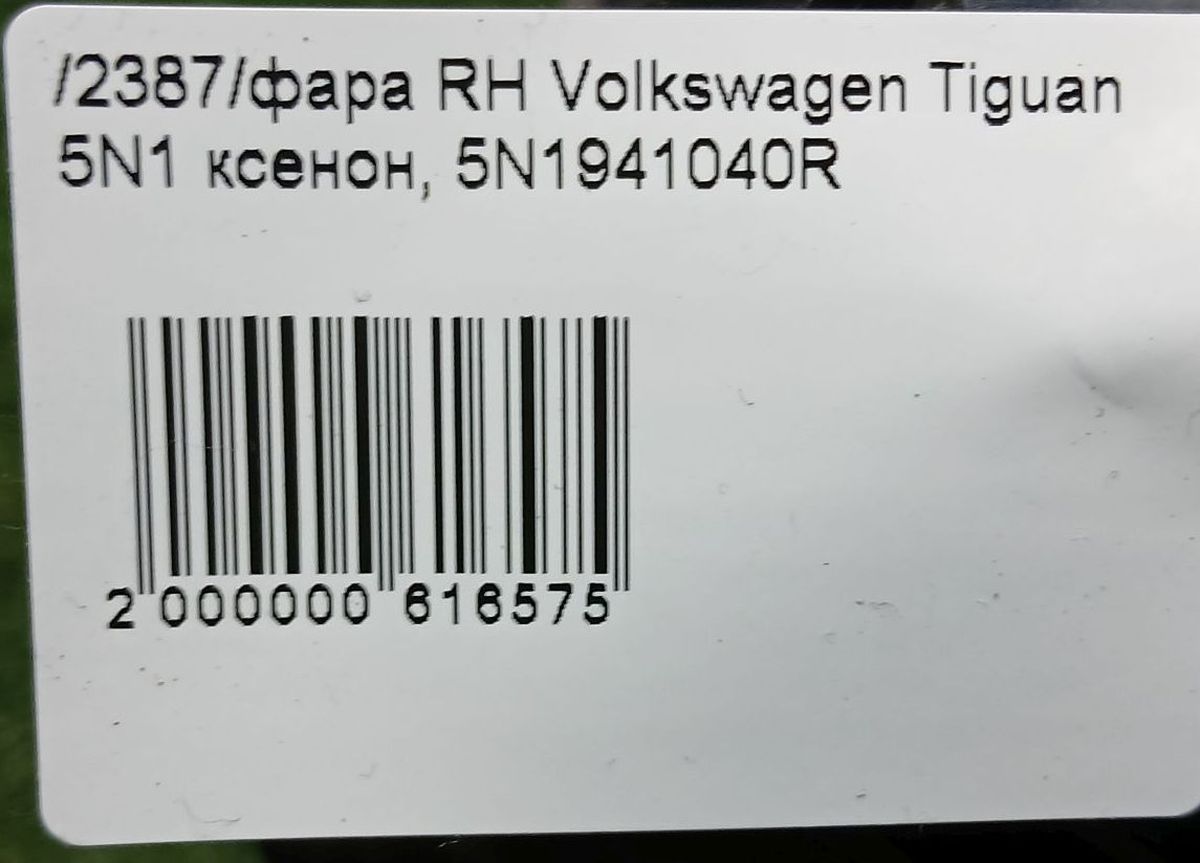 /2387/фара RH Volkswagen Tiguan
5N1 ксенон, 5N1941040R
2 000000 616575